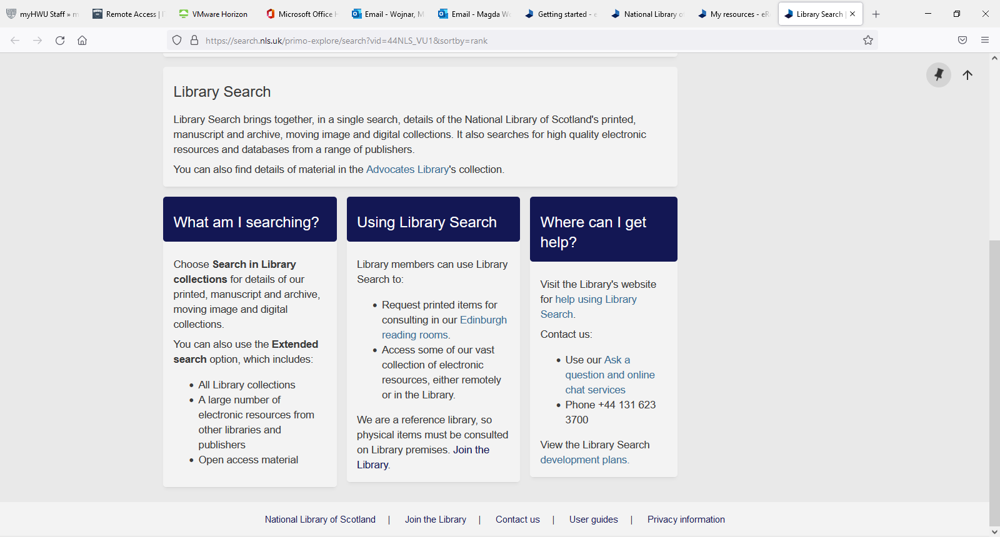 myHWU Staff » m
Remote Access | I
VMware Horizon
Microsoft Office H
Email - Wojnar, M
Email - Magda Wo
Getting started - e
National Library o
My resources - eR
Library Search |
https://search.nls.uk/primo-explore/search?vid=44NLS_VU1&sortby=rank
Library Search
Library Search brings together, in a single search, details of the National Library of Scotland's printed,
manuscript and archive, moving image and digital collections. It also searches for high quality electronic
resources and databases from a range of publishers.
You can also find details of material in the Advocates Library's collection.
What am I searching?
Choose Search in Library
collections for details of our
printed, manuscript and archive,
moving image and digital
collections.
You can also use the Extended
search option, which includes:
• All Library collections
• A large number of
electronic resources from
other libraries and
publishers
• Open access material
Using Library Search
Library members can use Library
Search to:
• Request printed items for
consulting in our Edinburgh
reading rooms.
• Access some of our vast
collection of electronic
resources, either remotely
or in the Library.
We are a reference library, so
physical items must be consulted
on Library premises. Join the
Library.
Where can I get
help?
Visit the Library's website
for help using Library
Search.
Contact us:
• Use our Ask a
question and online
chat services
• Phone +44 131 623
3700
View the Library Search
development plans.
National Library of Scotland | Join the Library | Contact us | User guides | Privacy information